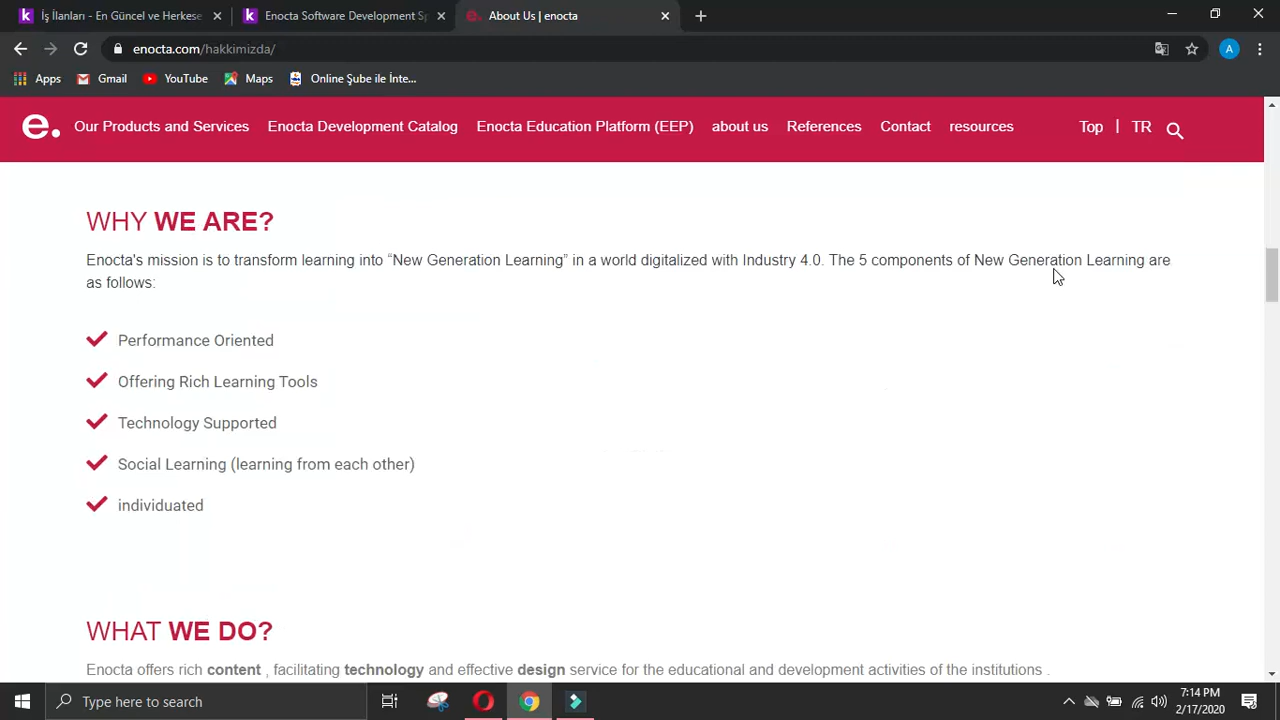 İş İlanları - En Güncel ve Herkese
Enocta Software Development Sp
About Us | enocta
enocta.com/hakkimizda/
A
Apps
Gmail
YouTube
Maps
Online Şube ile İnte...
e.
Our Products and Services
Enocta Development Catalog
Enocta Education Platform (EEP)
about us
References
Contact
resources
Top | TR
WHY WE ARE?
Enocta's mission is to transform learning into “New Generation Learning” in a world digitalized with Industry 4.0. The 5 components of New Generation Learning are
as follows:
Performance Oriented
Offering Rich Learning Tools
Technology Supported
Social Learning (learning from each other)
individuated
WHAT WE DO?
Enocta offers rich content , facilitating technology and effective design service for the educational and development activities of the institutions .
Type here to search
7:14 PM
2/17/2020